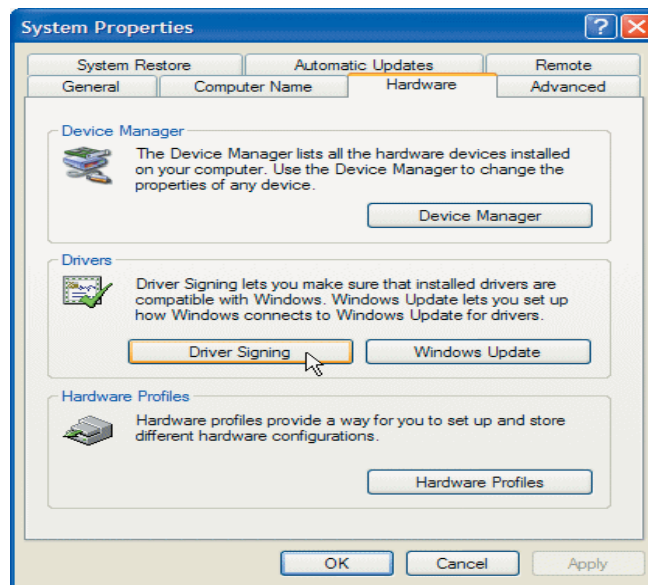 System Properties
System Restore Automatic Updates Remote
General Computer Name Hardware Advanced
Device Manager
The Device Manager lists all the hardware devices installed
on your computer. Use the Device Manager to change the
properties of any device.
Device Manager
Drivers
Driver Signing lets you make sure that installed drivers are
compatible with Windows. Windows Update lets you set up
how Windows connects to Windows Update for drivers.
Driver Signing Windows Update
Hardware Profiles
Hardware profiles provide a way for you to set up and store
different hardware configurations.
Hardware Profiles
OK Cancel Apply